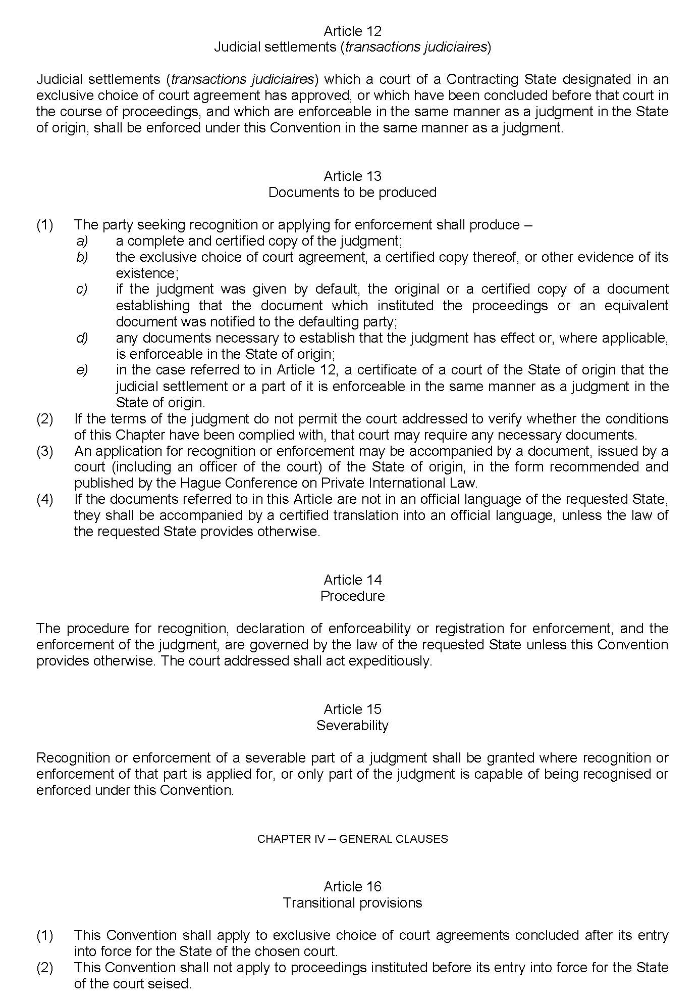 Article 12
Judicial settlements (transactions judiciaires)
Judicial settlements (transactions judiciaires) which a court of a Contracting State designated in an
exclusive choice of court agreement has approved, or which have been concluded before that court in
the course of proceedings, and which are enforceable in the same manner as a judgment in the State
of origin, shall be enforced under this Convention in the same manner as a judgment.
Article 13
Documents to be produced
(1) The party seeking recognition or applying for enforcement shall produce –
a) a complete and certified copy of the judgment;
b) the exclusive choice of court agreement, a certified copy thereof, or other evidence of its
existence;
c) if the judgment was given by default, the original or a certified copy of a document
establishing that the document which instituted the proceedings or an equivalent
document was notified to the defaulting party;
d) any documents necessary to establish that the judgment has effect or, where applicable,
is enforceable in the State of origin;
e) in the case referred to in Article 12, a certificate of a court of the State of origin that the
judicial settlement or a part of it is enforceable in the same manner as a judgment in the
State of origin.
(2) If the terms of the judgment do not permit the court addressed to verify whether the conditions
of this Chapter have been complied with, that court may require any necessary documents.
(3) An application for recognition or enforcement may be accompanied by a document, issued by a
court (including an officer of the court) of the State of origin, in the form recommended and
published by the Hague Conference on Private International Law.
(4) If the documents referred to in this Article are not in an official language of the requested State,
they shall be accompanied by a certified translation into an official language, unless the law of
the requested State provides otherwise.
Article 14
Procedure
The procedure for recognition, declaration of enforceability or registration for enforcement, and the
enforcement of the judgment, are governed by the law of the requested State unless this Convention
provides otherwise. The court addressed shall act expeditiously.
Article 15
Severability
Recognition or enforcement of a severable part of a judgment shall be granted where recognition or
enforcement of that part is applied for, or only part of the judgment is capable of being recognised or
enforced under this Convention.
CHAPTER IV – GENERAL CLAUSES
Article 16
Transitional provisions
(1) This Convention shall apply to exclusive choice of court agreements concluded after its entry
into force for the State of the chosen court.
(2) This Convention shall not apply to proceedings instituted before its entry into force for the State
of the court seised.